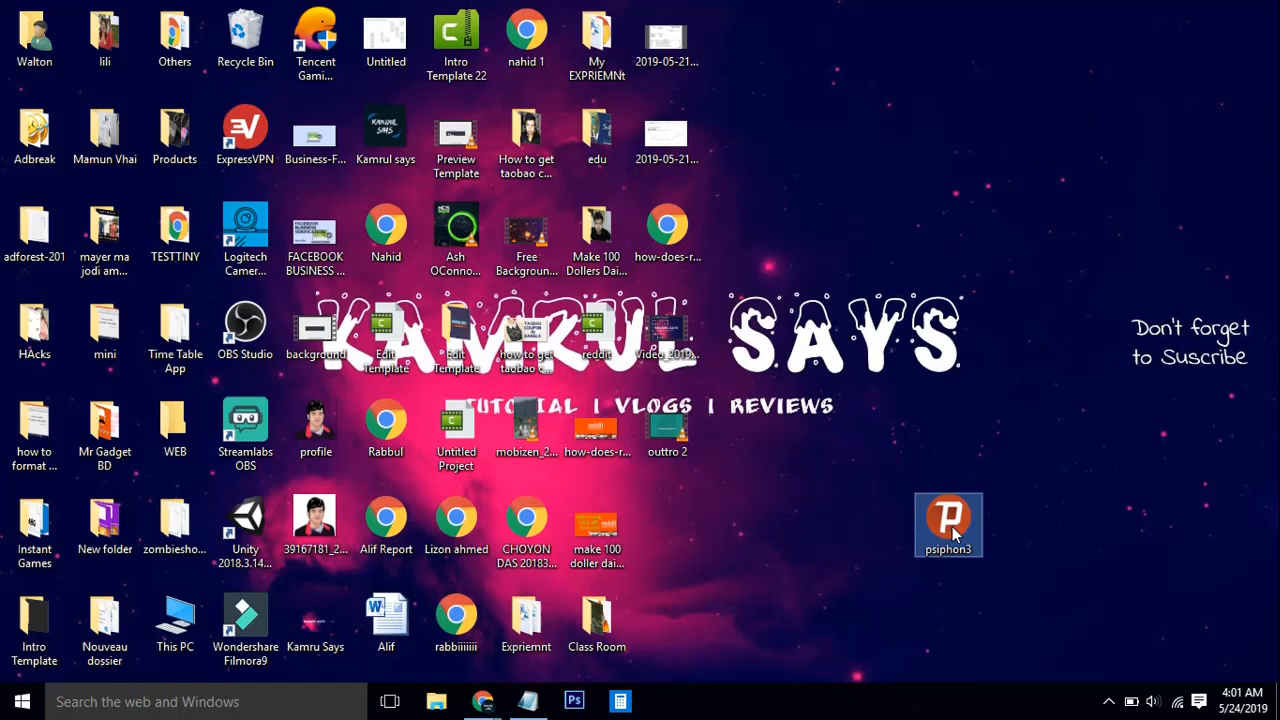 Walton
lili
Others
Recycle Bin
Tencent
Gami...
Untitled
Intro
Template 22
nahid 1
My
EXPRIEMNt
2019-05-21...
Adbreak
Mamun Vhai
Products
ExpressVPN
Business-F...
Kamrul says
Preview
Template
How to get
taobao c...
edu
2019-05-21...
adforest-201
mayer ma
jodi am...
TESTTINY
Logitech
Camer...
FACEBOOK
BUSINESS ...
Nahid
Ash
OConno...
Free
Backgroun...
Make 100
Dollers Dai...
how-does-r...
KAMRUL SAYS
Don't forget
to Suscribe
HAcks
mini
Time Table
App
OBS Studio
background
Edit
Template
Edit
Template
how to get
taobao c...
reddit
Video_2019...
TUTORIAL | VLOGS | REVIEWS
how to
format ...
Mr Gadget
BD
WEB
Streamlabs
OBS
profile
Rabbul
Untitled
Project
mobizen_2...
how-does-r...
outtro 2
Instant
Games
New folder
zombiesho...
Unity
2018.3.14...
39167181_2...
Alif Report
Lizon ahmed
CHOYON
DAS 20183...
make 100
doller dai...
psiphon3
Intro
Template
Nouveau
dossier
This PC
Wondershare
Filmora9
Kamru Says
Alif
rabbiiiiiii
Expriemnt
Class Room
Search the web and Windows
4:01 AM
5/24/2019